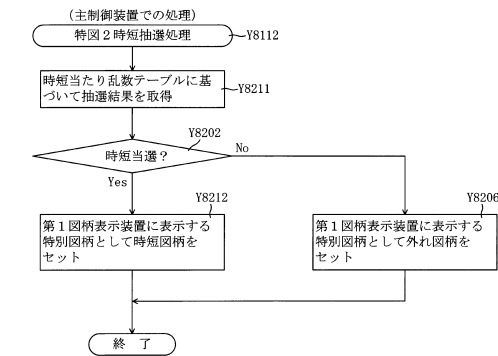 （主制御装置での処理）
特図２時短抽選処理
Y8112
時短当たり乱数テーブルに基
づいて抽選結果を取得
Y8211
Y8202
時短当選？
No
Yes
Y8212
第１図柄表示装置に表示する
特別図柄として時短図柄を
セット
Y8206
第１図柄表示装置に表示する
特別図柄として外れ図柄を
セット
終　了